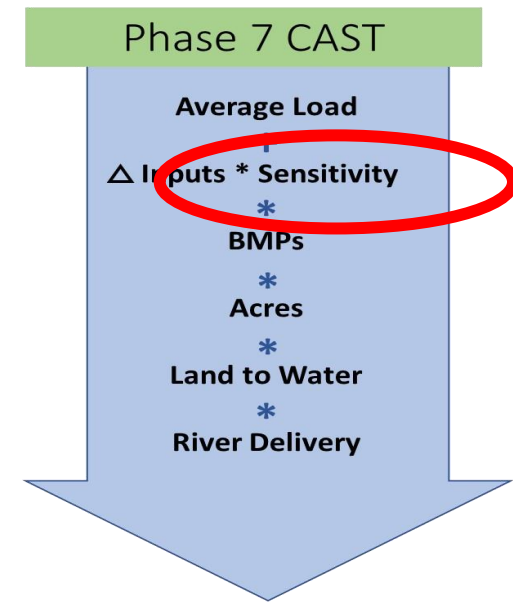 Phase 7 CAST
Average Load
△ Inputs * Sensitivity
*
BMPs
*
Acres
*
Land to Water
*
River Delivery